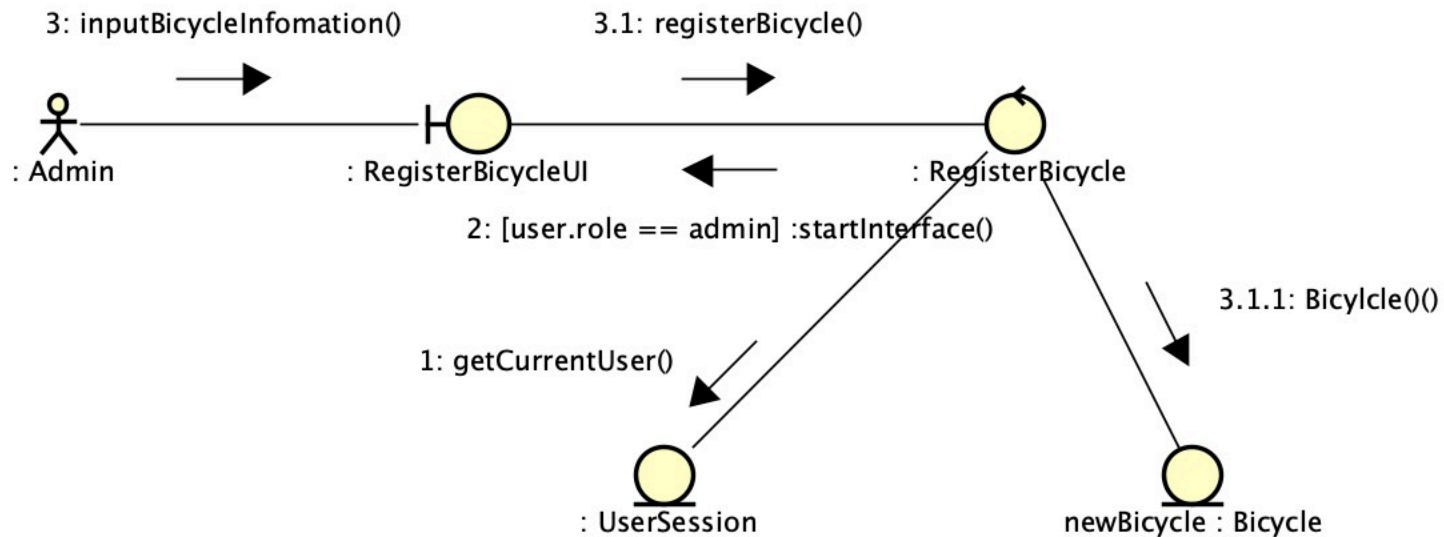 3: inputBicycleInfomation()
3.1: registerBicycle()
: Admin
: RegisterBicycleUI
: RegisterBicycle
2: [user.role == admin] :startInterface()
3.1.1: Bicylcle()()
1: getCurrentUser()
: UserSession
newBicycle : Bicycle